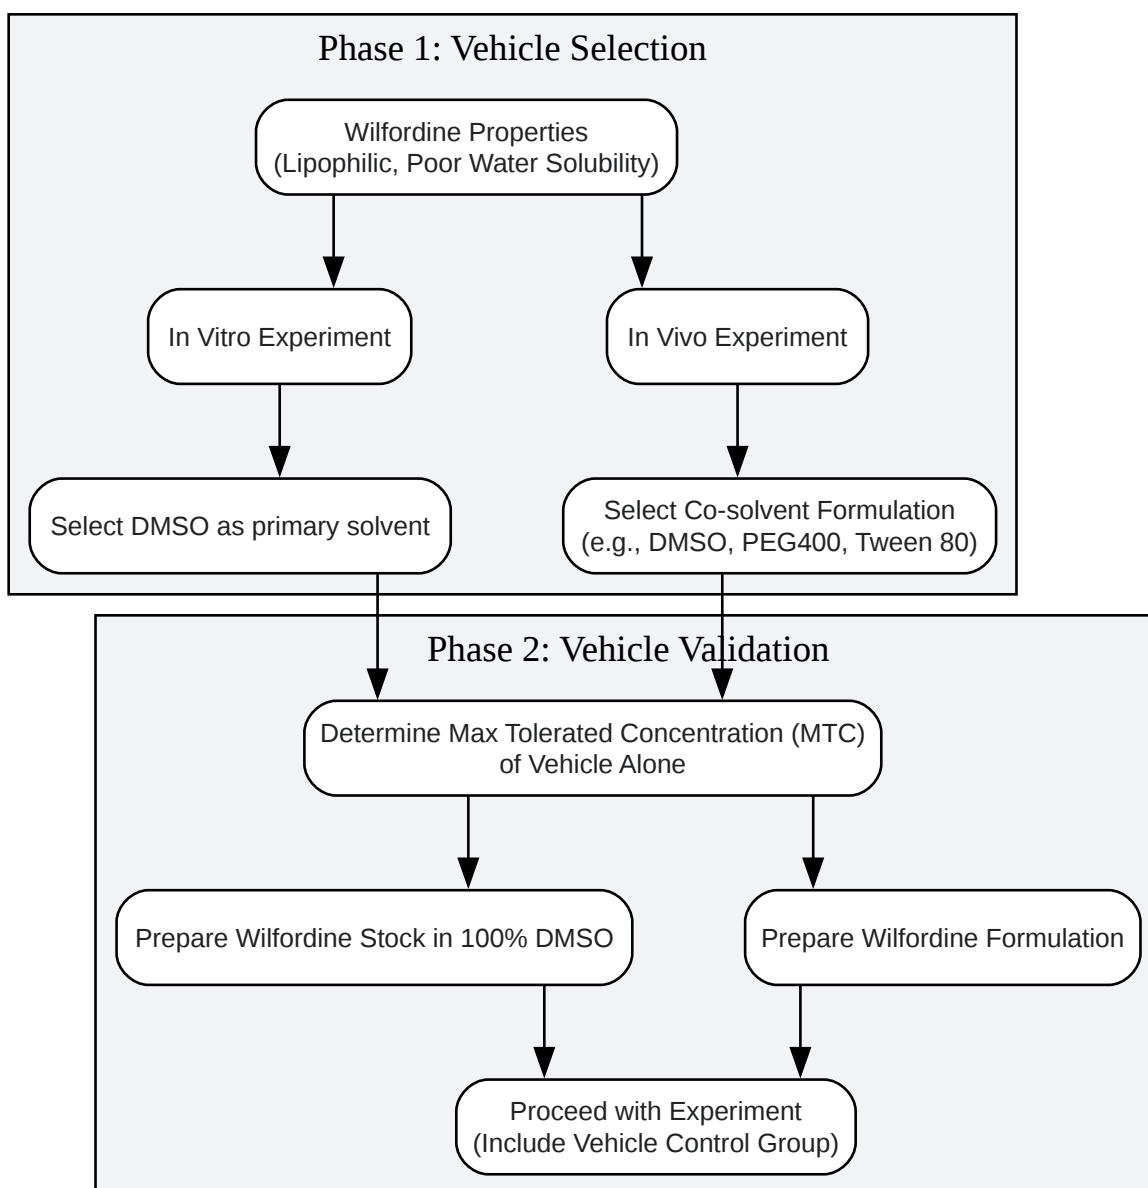 Phase 1: Vehicle Selection
Wilfordine Properties
(Lipophilic, Poor Water Solubility)
In Vitro Experiment
In Vivo Experiment
Select DMSO as primary solvent
Select Co-solvent Formulation
(e.g., DMSO, PEG400, Tween 80)
Phase 2: Vehicle Validation
Determine Max Tolerated Concentration (MTC)
of Vehicle Alone
Prepare Wilfordine Stock in 100% DMSO
Prepare Wilfordine Formulation
Proceed with Experiment
(Include Vehicle Control Group)